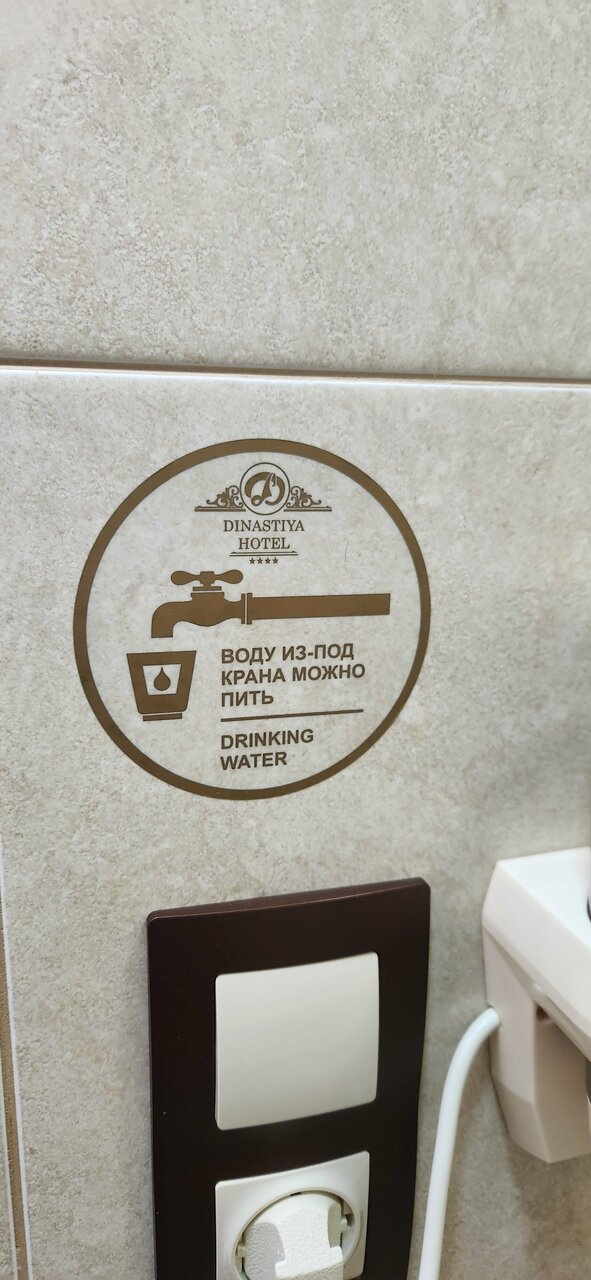 DINASTIYA
HOTEL
ВОДУ ИЗ-ПОД
КРАНА МОЖНО
ПИТЬ
DRINKING
WATER